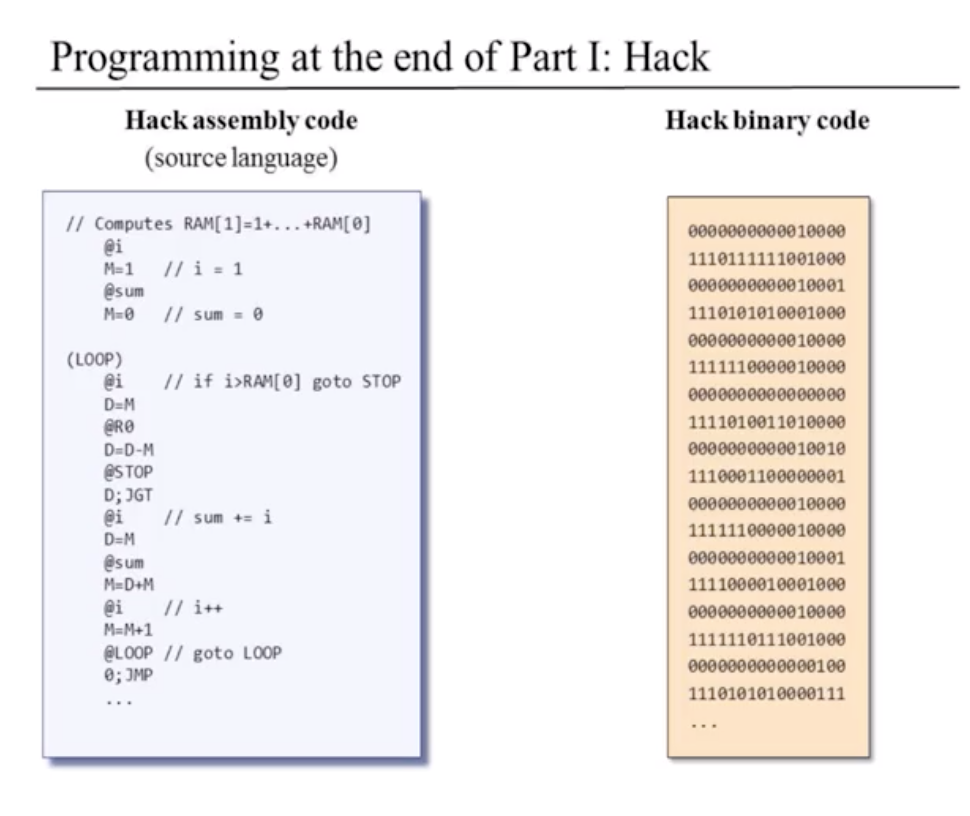 Programming at the end of Part I: Hack
Hack assembly code
(source language)
// Computes RAM[1]=1+...+RAM[0]
@i
M=1 // i = 1
@sum
M=0 // sum = 0
(LOOP)
@i // if i>RAM[0] goto STOP
D=M
@R0
D=D-M
@STOP
D;JGT
@i // sum += i
D=M
@sum
M=D+M
@i // i++
M=M+1
@LOOP // goto LOOP
0;JMP
...
Hack binary code
0000000000010000
1110111111001000
0000000000010001
1110101010001000
0000000000010000
1111110000010000
0000000000000000
1111010011010000
0000000000010010
1110001100000001
0000000000010000
1111110000010000
0000000000010001
1111000010001000
0000000000010000
1111110111001000
0000000000000100
1110101010000111
...